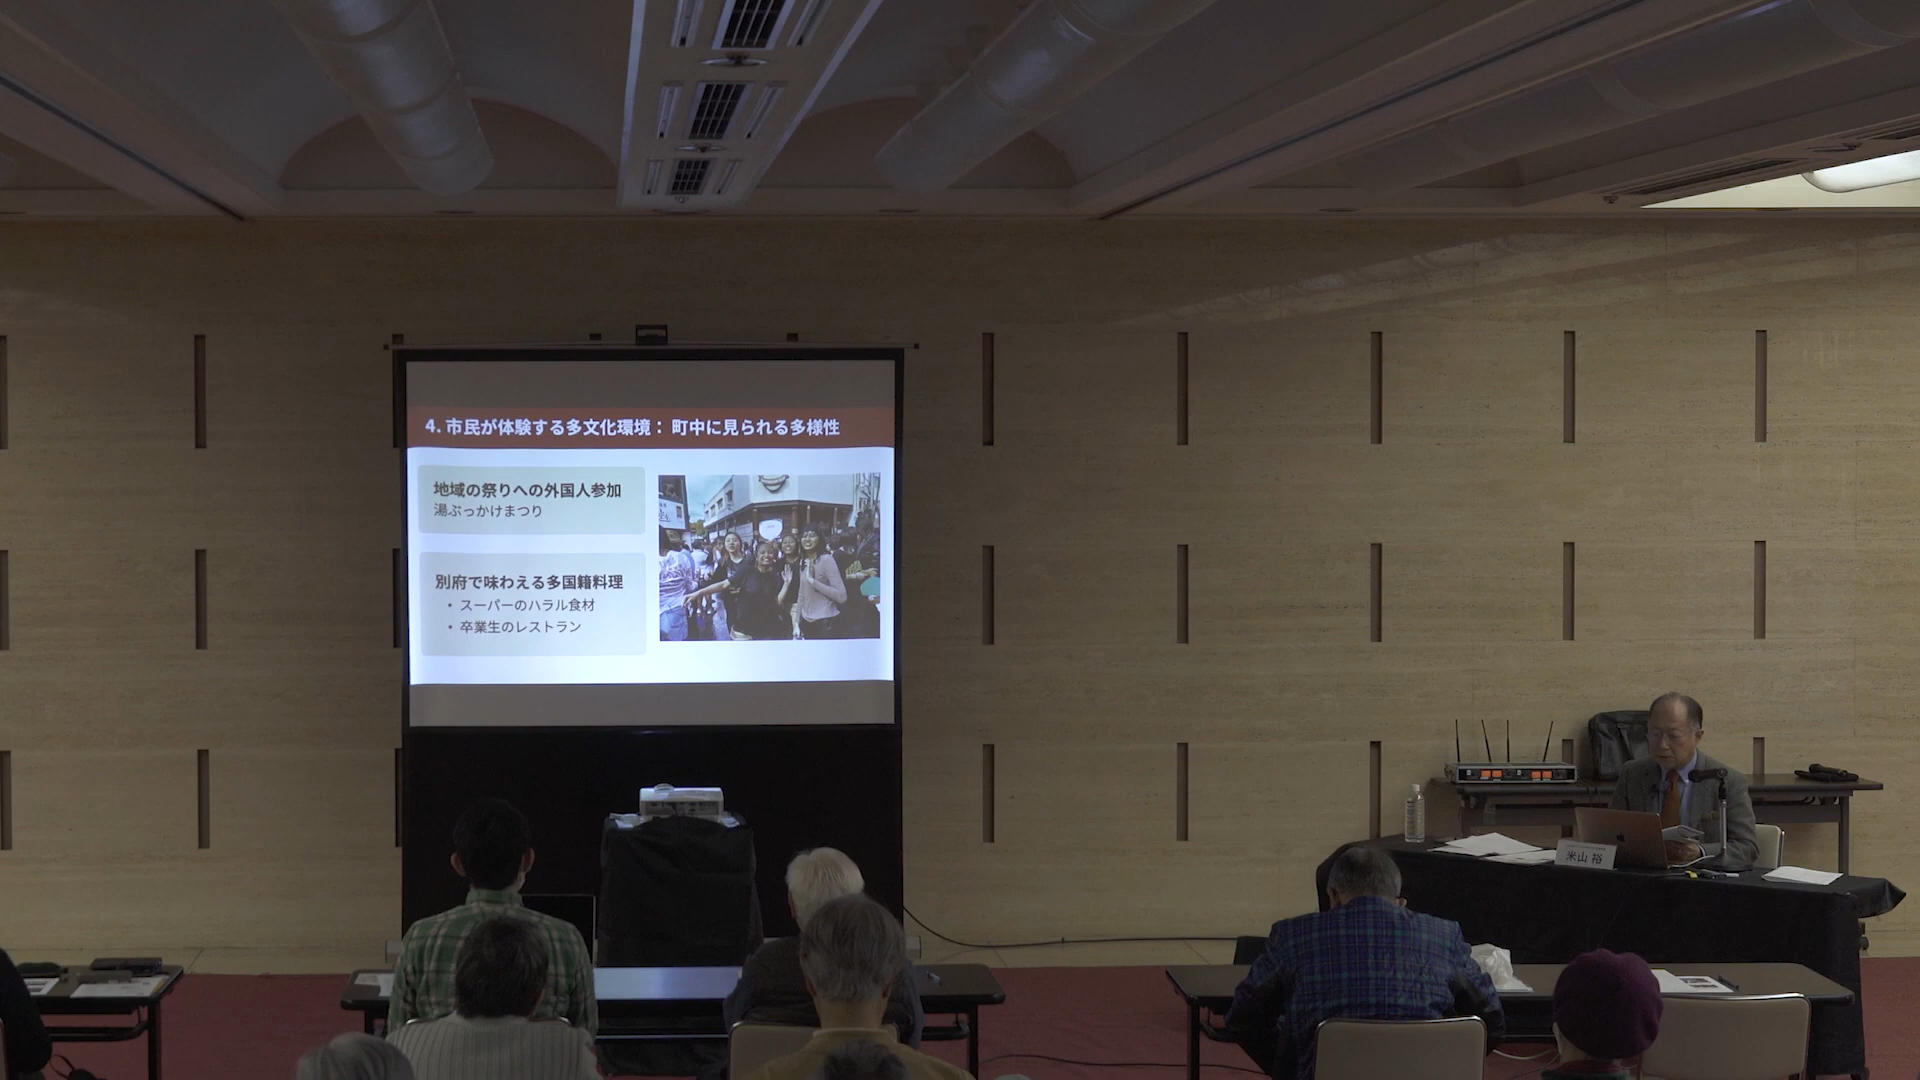 4. 市民が体験する多文化環境： 町中に見られる多様性
地域の祭りへの外国人参加
湯ぶっかけまつり
別府で味わえる多国籍料理
・スーパーのハラル食材
・卒業生のレストラン
米山 裕